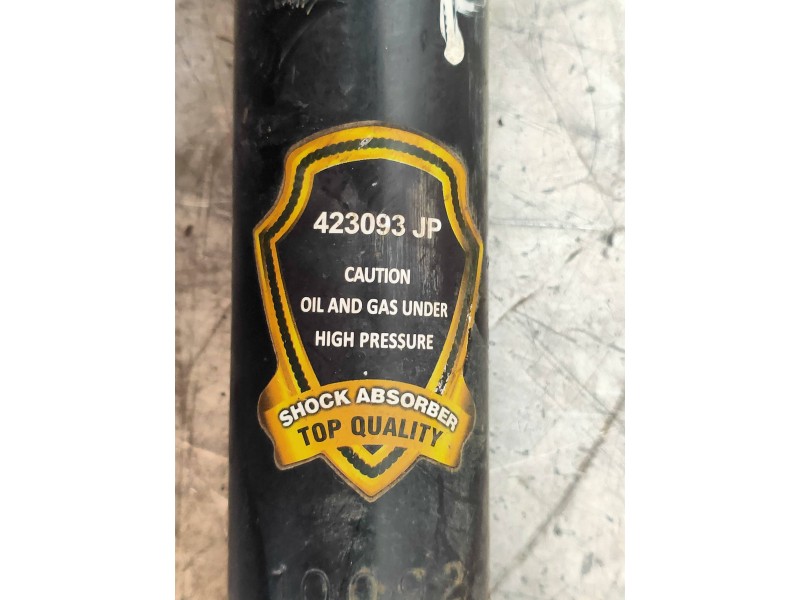 423093 JP
CAUTION
OIL AND GAS UNDER
HIGH PRESSURE
SHOCK ABSORBER
TOP QUALITY